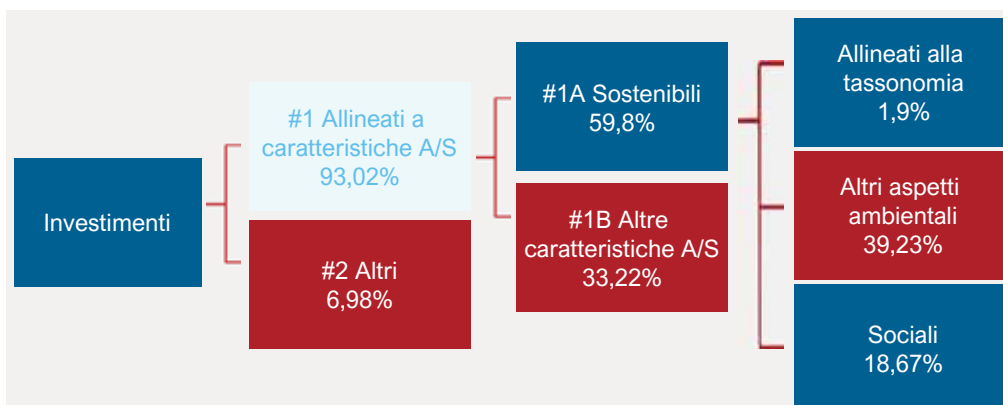 Investimenti
#1 Allineati a
caratteristiche A/S
93,02%
#2 Altri
6,98%
#1A Sostenibili
59,8%
#1B Altre
caratteristiche A/S
33,22%
Allineati alla
tassonomia
1,9%
Altri aspetti
ambientali
39,23%
Sociali
18,67%